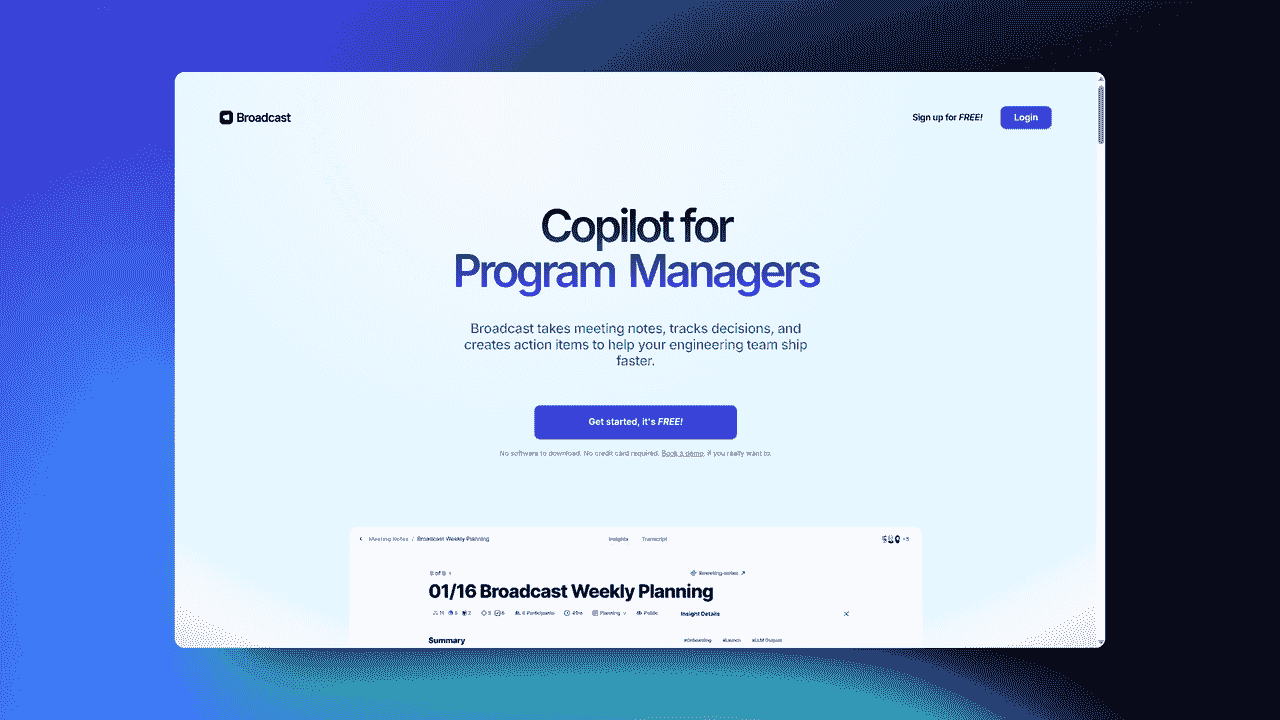 Broadcast
Sign up for FREE!
Login
Copilot for
Program Managers
Broadcast takes meeting notes, tracks decisions, and
creates action items to help your engineering team ship
faster.
Get started, it's FREE!
No software to download. No credit card required. Book a demo, if you really want to.
Meeting Notes / Broadcast Weekly Planning
Insights
Transcript
+3
01/16 Broadcast Weekly Planning
4 Participants
Planning
Public
Insight Details
Summary
#Onboarding
#Launch
#LLM Output